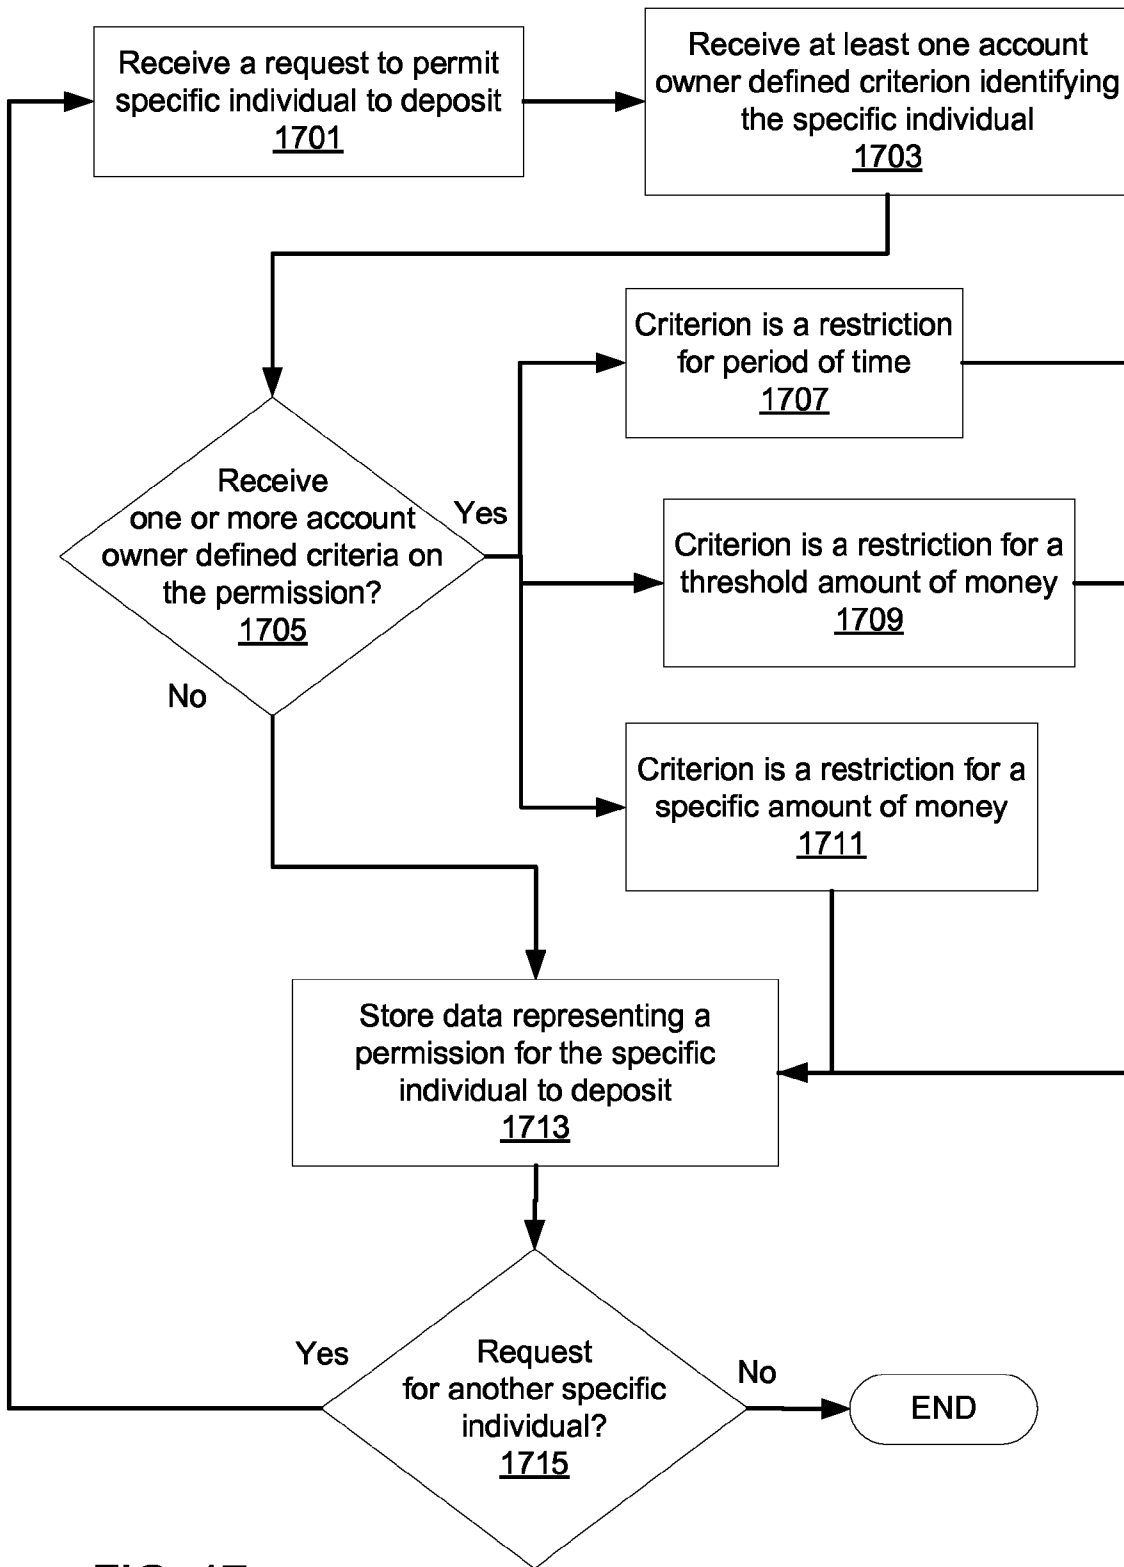 Receive a request to permit
specific individual to deposit
1701
Receive at least one account
owner defined criterion identifying
the specific individual
1703
Criterion is a restriction
for period of time
1707
Receive
one or more account
owner defined criteria on
the permission?
1705
Yes
No
Criterion is a restriction for a
threshold amount of money
1709
Criterion is a restriction for a
specific amount of money
1711
Store data representing a
permission for the specific
individual to deposit
1713
Request
for another specific
individual?
1715
Yes
No
END